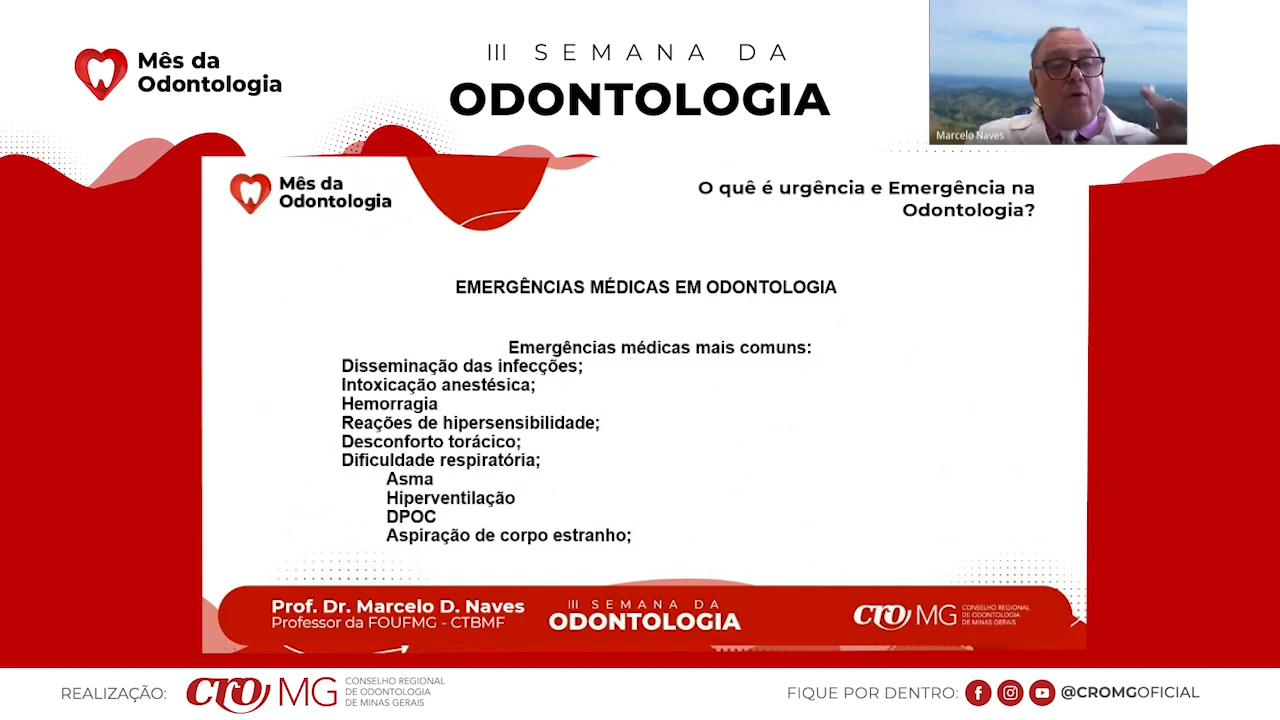 Mês da
Odontologia
III SEMANA DA
ODONTOLOGIA
Marcelo Naves
Mês da
Odontologia
O quê é urgência e Emergência na
Odontologia?
EMERGÊNCIAS MÉDICAS EM ODONTOLOGIA
Emergências médicas mais comuns:
Disseminação das infecções;
Intoxicação anestésica;
Hemorragia
Reações de hipersensibilidade;
Desconforto torácico;
Dificuldade respiratória;
Asma
Hiperventilação
DPOC
Aspiração de corpo estranho;
Prof. Dr. Marcelo D. Naves
Professor da FOUFMG - CTBMF
III SEMANA DA
ODONTOLOGIA
CRO MG
CONSELHO REGIONAL
DE ODONTOLOGIA
DE MINAS GERAIS
REALIZAÇÃO:
CRO MG
CONSELHO REGIONAL
DE ODONTOLOGIA
DE MINAS GERAIS
FIQUE POR DENTRO:
@CROMGOFICIAL